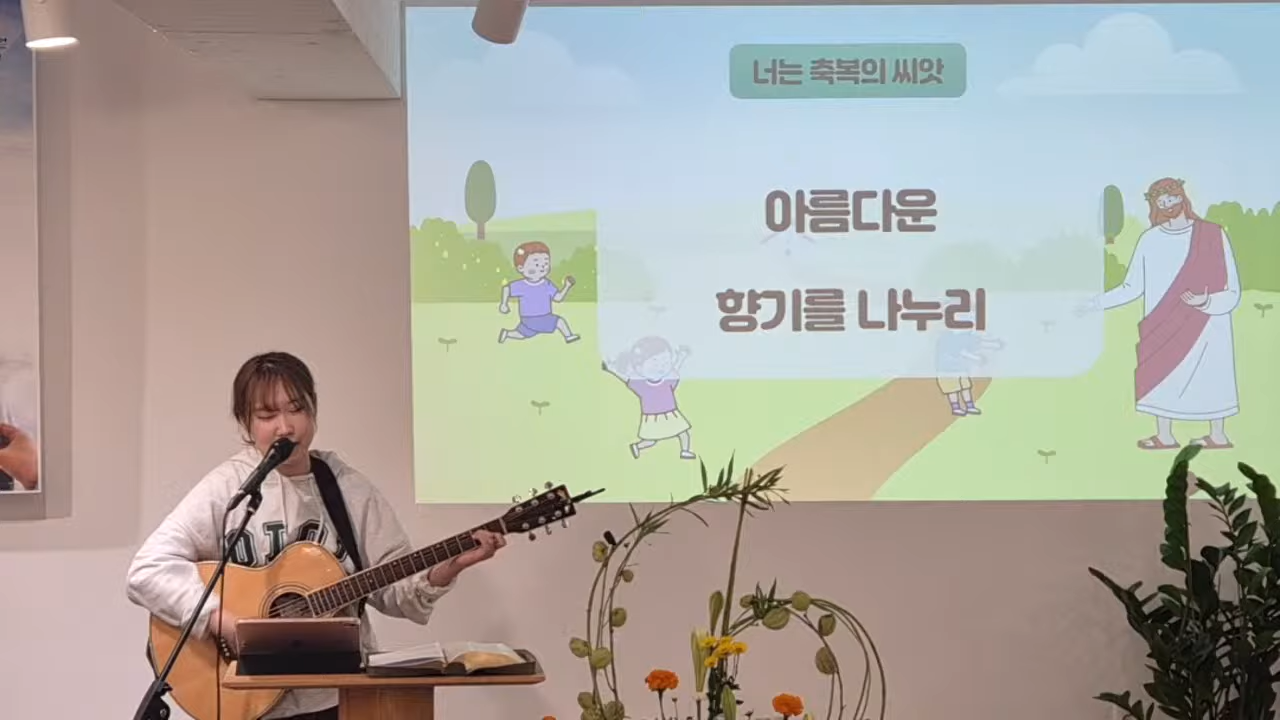 너는 축복의 씨앗
아름다운
향기를 나누리